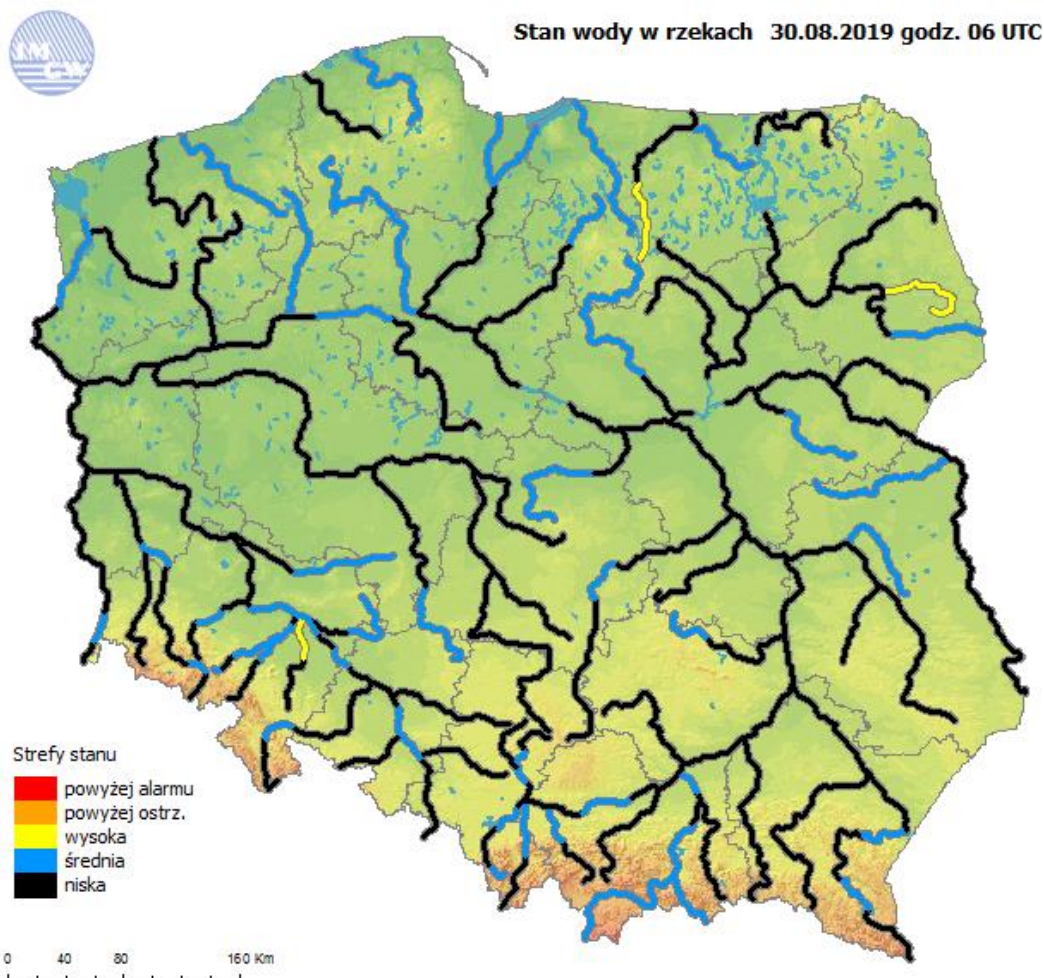 IMGW
Stan wody w rzekach 30.08.2019 godz. 06 UTC
Strefy stanu
powyżej alarmu
powyżej ostrz.
wysoka
średnia
niska
0 40 80 160 Km